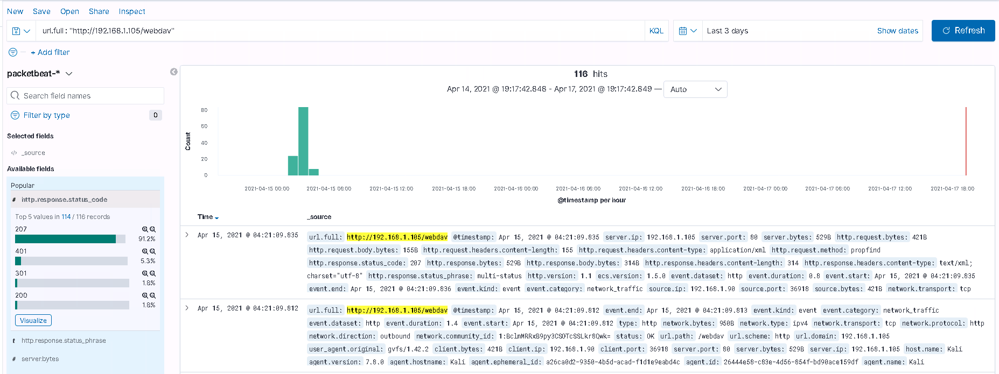 New Save Open Share Inspect
url.full : "http://192.168.1.105/webdav" KQL Last 3 days Show dates Refresh
+ Add filter
packetbeat-*
Search field names
Filter by type 0
Selected fields
_source
Available fields
Popular
# http.response.status_code
Top 5 values in 114 / 116 records
207
91.2%
401
5.3%
301
1.8%
200
1.8%
Visualize
t http.response.status_phrase
# server.bytes
116 hits
Apr 14, 2021 @ 19:17:42.848 - Apr 17, 2021 @ 19:17:42.849 — Auto
Count
80
60
40
20
0
2021-04-15 00:00 2021-04-15 06:00 2021-04-15 12:00 2021-04-15 18:00 2021-04-16 00:00 2021-04-16 06:00 2021-04-16 12:00 2021-04-16 18:00 2021-04-17 00:00 2021-04-17 06:00 2021-04-17 12:00 2021-04-17 18:00
@timestamp per hour
Time _source
Apr 15, 2021 @ 04:21:09.835
url.full: http://192.168.1.105/webdav @timestamp: Apr 15, 2021 @ 04:21:09.835 server.ip: 192.168.1.105 server.port: 80 server.bytes: 529B http.request.bytes: 421B
http.request.body.bytes: 155B http.request.headers.content-length: 155 http.request.headers.content-type: application/xml http.request.method: propfind
http.response.status_code: 207 http.response.bytes: 529B http.response.body.bytes: 314B http.response.headers.content-length: 314 http.response.headers.content-type: text/xml;
charset="utf-8" http.response.status_phrase: multi-status http.version: 1.1 ecs.version: 1.5.0 event.dataset: http event.duration: 0.8 event.start: Apr 15, 2021 @ 04:21:09.835
event.end: Apr 15, 2021 @ 04:21:09.836 event.kind: event event.category: network_traffic source.ip: 192.168.1.90 source.port: 36918 source.bytes: 421B network.transport: tcp
Apr 15, 2021 @ 04:21:09.812
url.full: http://192.168.1.105/webdav @timestamp: Apr 15, 2021 @ 04:21:09.812 event.end: Apr 15, 2021 @ 04:21:09.813 event.kind: event event.category: network_traffic
event.dataset: http event.duration: 1.4 event.start: Apr 15, 2021 @ 04:21:09.812 type: http network.bytes: 950B network.type: ipv4 network.transport: tcp network.protocol: http
network.direction: outbound network.community_id: 1:BclmMRRxB9py3CSOTcSSLkr8Qwk= status: OK url.path: /webdav url.scheme: http url.domain: 192.168.1.105
user_agent.original: gvfs/1.42.2 client.bytes: 421B client.ip: 192.168.1.90 client.port: 36918 server.port: 80 server.bytes: 529B server.ip: 192.168.1.105 host.name: Kali
agent.version: 7.8.0 agent.hostname: Kali agent.ephemeral_id: a26ca0d2-9350-4b5d-acad-f1d1e9eabd4c agent.id: 26444e58-c83e-4d56-854f-bd90ace159df agent.name: Kali